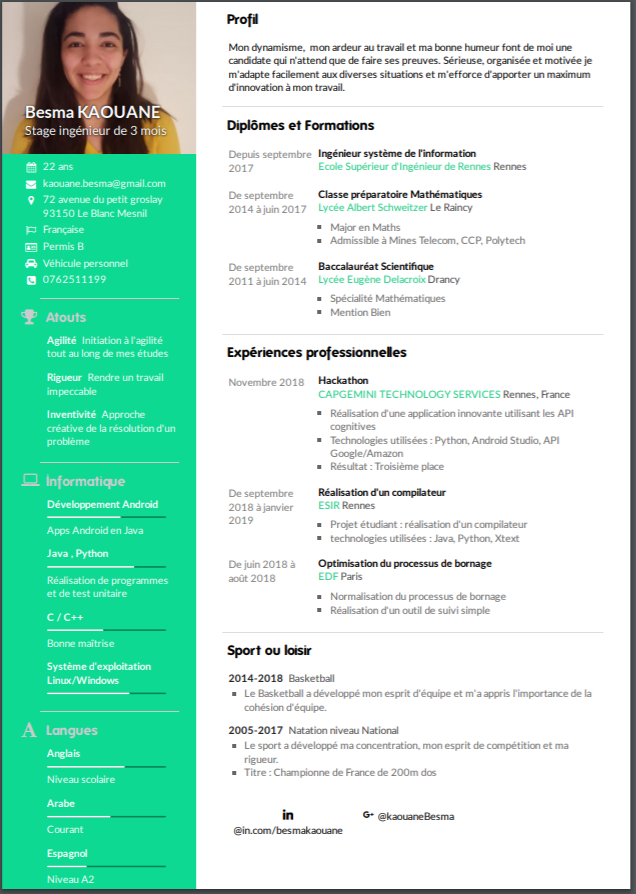 Besma KAOUANE
Stage ingénieur de 3 mois
22 ans
kaouane.besma@gmail.com
72 avenue du petit groslay
93150 Le Blanc Mesnil
Française
Permis B
Véhicule personnel
0762511199
Atouts
Agilité Initiation à l'agilité
tout au long de mes études
Rigueur Rendre un travail
impeccable
Inventivité Approche
créative de la résolution d'un
problème
Informatique
Développement Android
Apps Android en Java
Java , Python
Réalisation de programmes
et de test unitaire
C / C++
Bonne maîtrise
Système d'exploitation
Linux/Windows
Langues
Anglais
Niveau scolaire
Arabe
Courant
Espagnol
Niveau A2
Profil
Mon dynamisme, mon ardeur au travail et ma bonne humeur font de moi une
candidate qui n'attend que de faire ses preuves. Sérieuse, organisée et motivée je
m'adapte facilement aux diverses situations et m'efforce d'apporter un maximum
d'innovation à mon travail.
Diplômes et Formations
Depuis septembre Ingénieur système de l'information
2017 Ecole Supérieur d'Ingénieur de Rennes Rennes
De septembre Classe préparatoire Mathématiques
2014 à juin 2017 Lycée Albert Schweitzer Le Raincy
Major en Maths
Admissible à Mines Telecom, CCP, Polytech
De septembre Baccalauréat Scientifique
2011 à juin 2014 Lycée Eugène Delacroix Drancy
Spécialité Mathématiques
Mention Bien
Expériences professionnelles
Novembre 2018 Hackathon
CAPGEMINI TECHNOLOGY SERVICES Rennes, France
Réalisation d'une application innovante utilisant les API
cognitives
Technologies utilisées : Python, Android Studio, API
Google/Amazon
Résultat : Troisième place
De septembre Réalisation d'un compilateur
2018 à janvier ESIR Rennes
2019
Projet étudiant : réalisation d'un compilateur
technologies utilisées : Java, Python, Xtext
De juin 2018 à Optimisation du processus de bornage
août 2018 EDF Paris
Normalisation du processus de bornage
Réalisation d'un outil de suivi simple
Sport ou loisir
2014-2018 Basketball
Le Basketball a développé mon esprit d'équipe et m'a appris l'importance de la
cohésion d'équipe.
2005-2017 Natation niveau National
Le sport a développé ma concentration, mon esprit de compétition et ma
rigueur.
Titre : Championne de France de 200m dos
in
@in.com/besmakaouane
G+ @kaouaneBesma